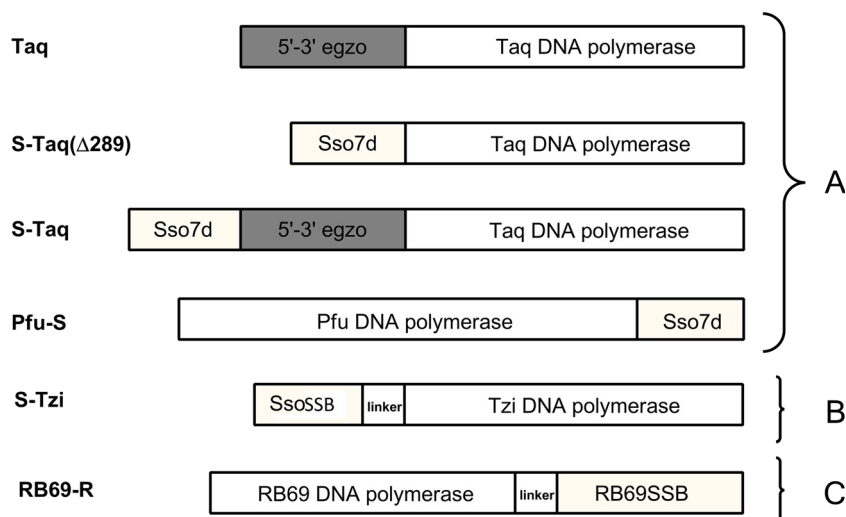 Taq 5'-3' egzo Taq DNA polymerase
S-Taq(Δ289) Sso7d Taq DNA polymerase
A
S-Taq Sso7d 5'-3' egzo Taq DNA polymerase
Pfu-S Pfu DNA polymerase Sso7d
S-Tzi SsoSSB linker Tzi DNA polymerase B
RB69-R RB69 DNA polymerase linker RB69SSB C